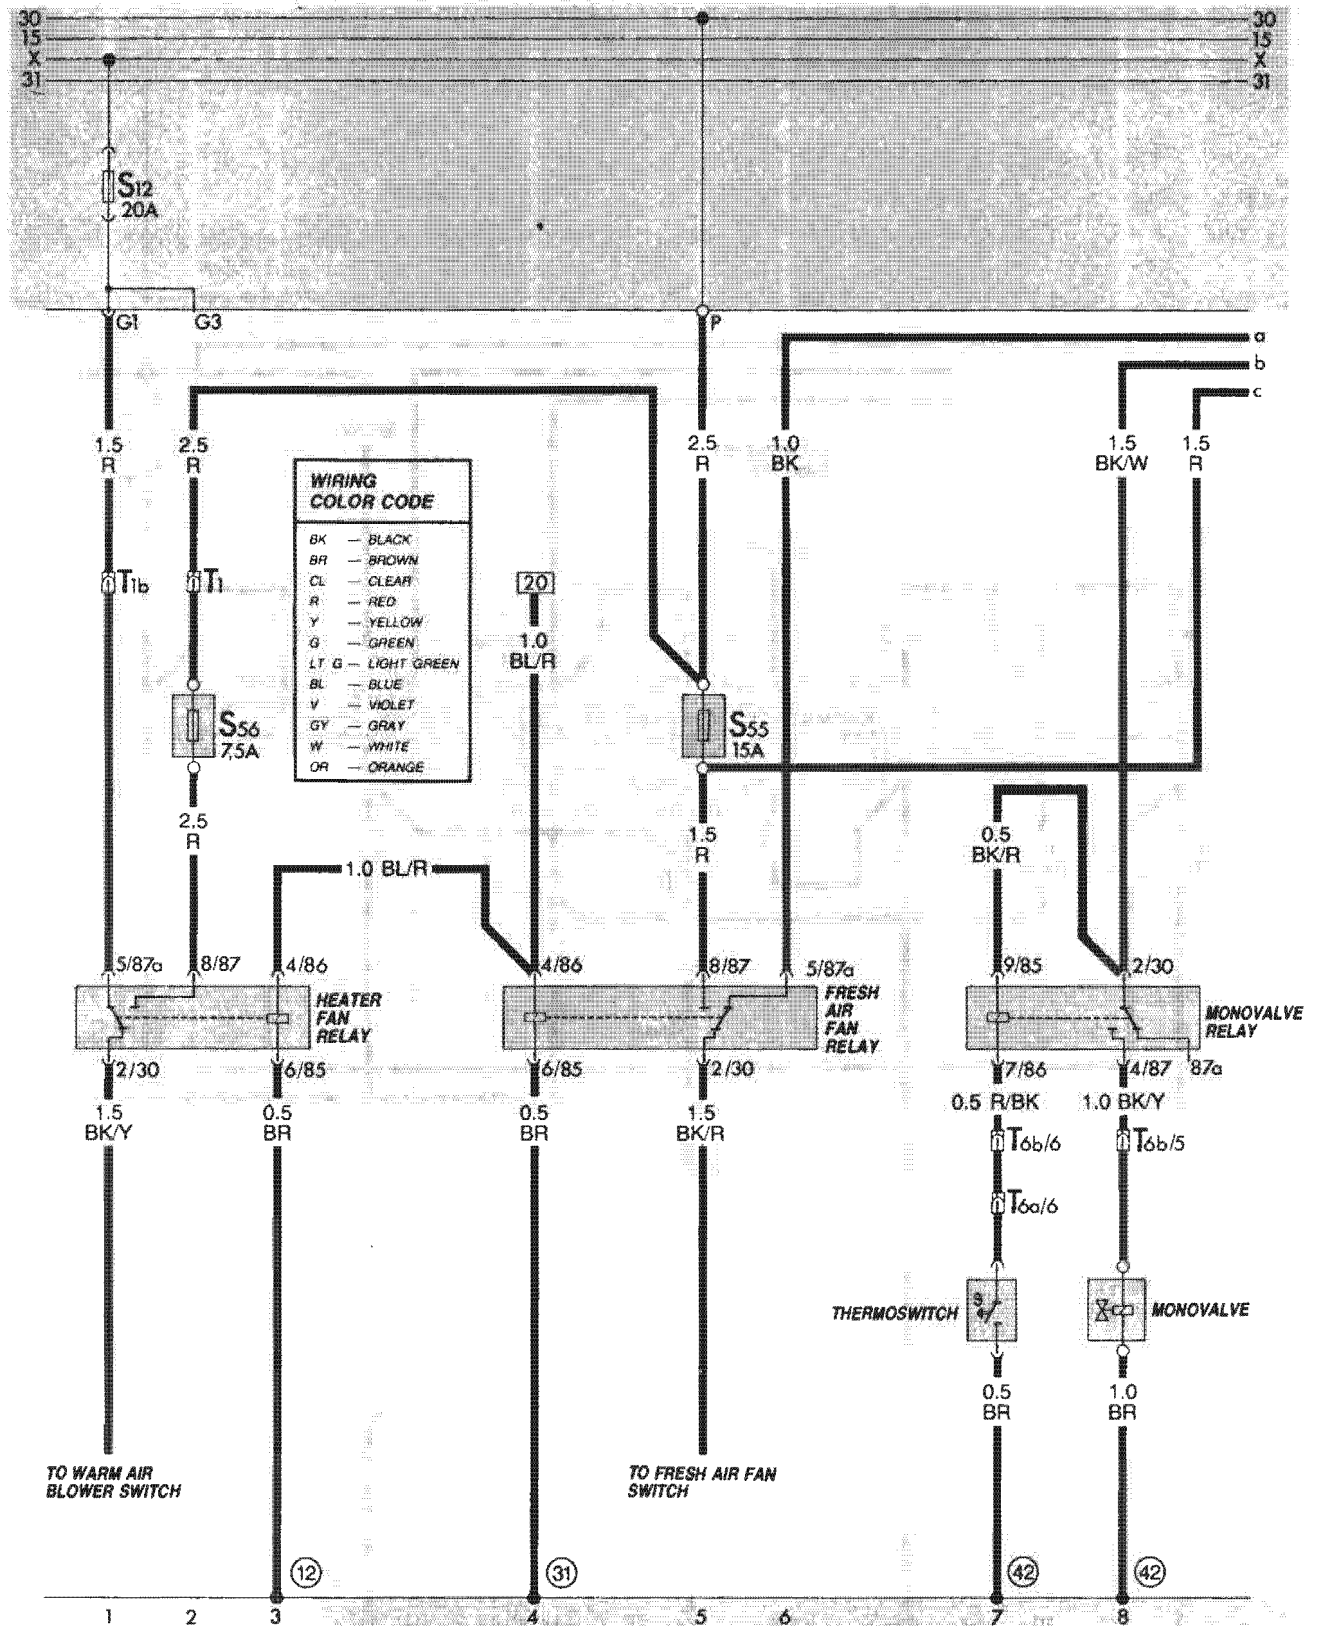 30 30
15 15
X X
31 31
S12
20A
G1 G3 P
a
b
c
1.5 2.5 2.5 1.0 1.5 1.5
R R R BK BK/W R
WIRING
COLOR CODE
BK — BLACK
BR — BROWN
CL — CLEAR
R — RED
Y — YELLOW
G — GREEN
LT G — LIGHT GREEN
BL — BLUE
V — VIOLET
GY — GRAY
W — WHITE
OR — ORANGE
T1b T1 20
1.0
BL/R
S56 S55
7,5A 15A
2.5 1.5 0.5
R R BK/R
1.0 BL/R
5/87a 8/87 4/86 4/86 8/87 5/87a 9/85 2/30
HEATER
FAN
RELAY
FRESH
AIR
FAN
RELAY
MONOVALVE
RELAY
2/30 6/85 6/85 2/30 7/86 4/87 87a
1.5 0.5 0.5 1.5 0.5 R/BK 1.0 BK/Y
BK/Y BR BR BK/R
T6b/6 T6b/5
T6a/6
THERMOSWITCH MONOVALVE
0.5 1.0
BR BR
TO WARM AIR
BLOWER SWITCH
TO FRESH AIR FAN
SWITCH
12 31 42 42
1 2 3 4 5 6 7 8